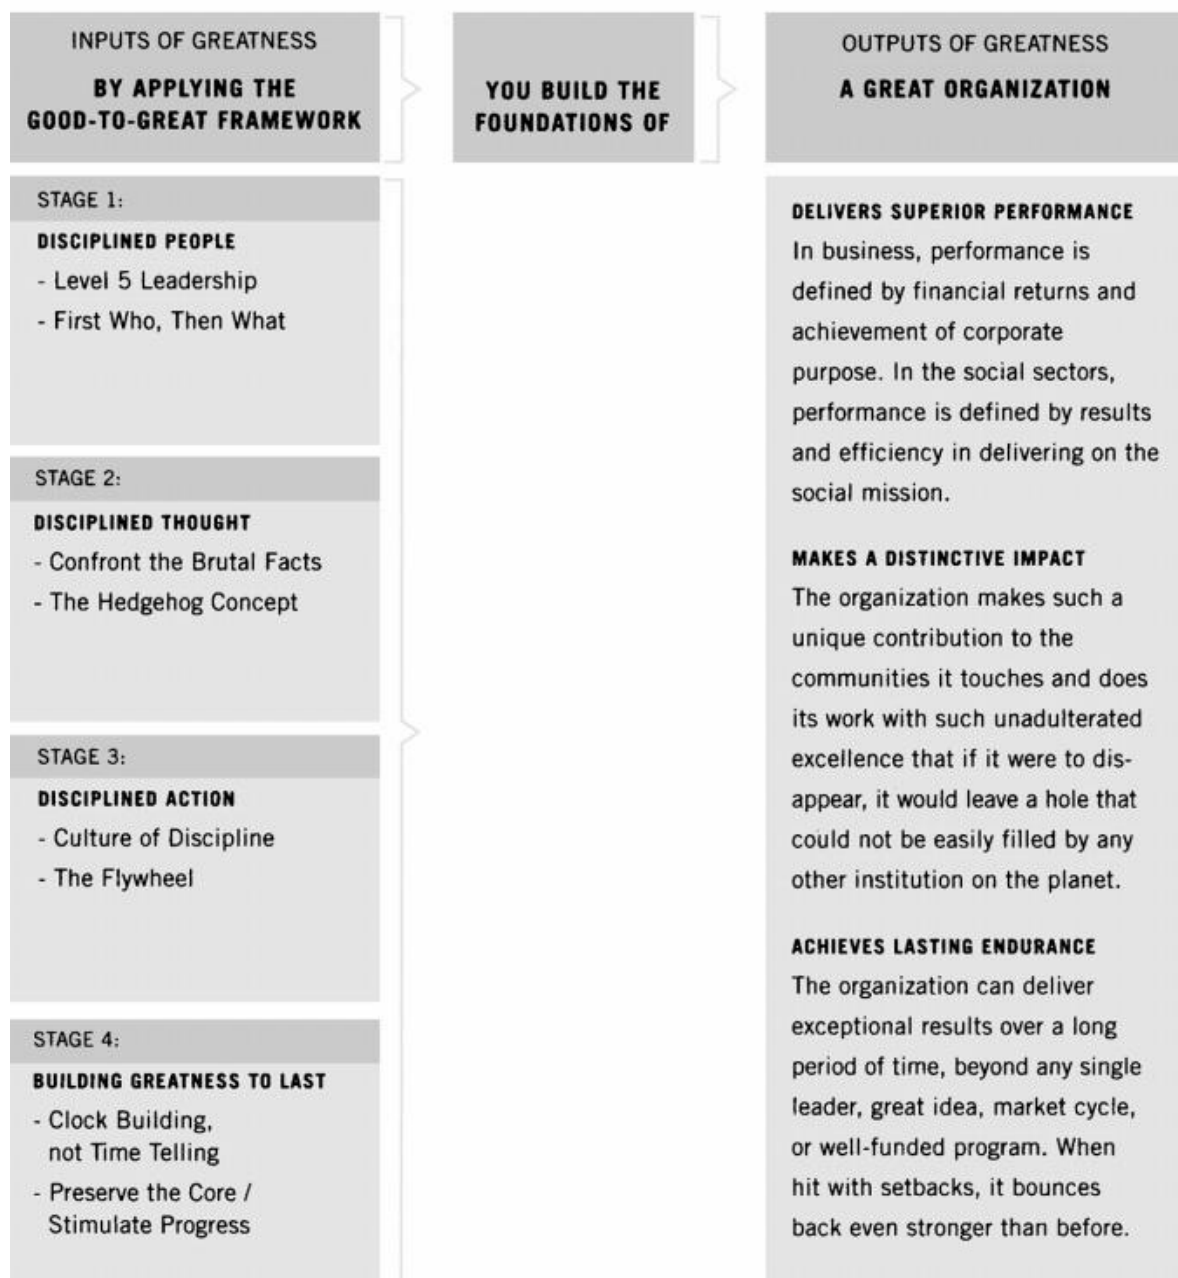 INPUTS OF GREATNESS
BY APPLYING THE
GOOD-TO-GREAT FRAMEWORK
YOU BUILD THE
FOUNDATIONS OF
OUTPUTS OF GREATNESS
A GREAT ORGANIZATION
STAGE 1:
DISCIPLINED PEOPLE
- Level 5 Leadership
- First Who, Then What
STAGE 2:
DISCIPLINED THOUGHT
- Confront the Brutal Facts
- The Hedgehog Concept
STAGE 3:
DISCIPLINED ACTION
- Culture of Discipline
- The Flywheel
STAGE 4:
BUILDING GREATNESS TO LAST
- Clock Building,
not Time Telling
- Preserve the Core /
Stimulate Progress
DELIVERS SUPERIOR PERFORMANCE
In business, performance is
defined by financial returns and
achievement of corporate
purpose. In the social sectors,
performance is defined by results
and efficiency in delivering on the
social mission.
MAKES A DISTINCTIVE IMPACT
The organization makes such a
unique contribution to the
communities it touches and does
its work with such unadulterated
excellence that if it were to dis-
appear, it would leave a hole that
could not be easily filled by any
other institution on the planet.
ACHIEVES LASTING ENDURANCE
The organization can deliver
exceptional results over a long
period of time, beyond any single
leader, great idea, market cycle,
or well-funded program. When
hit with setbacks, it bounces
back even stronger than before.